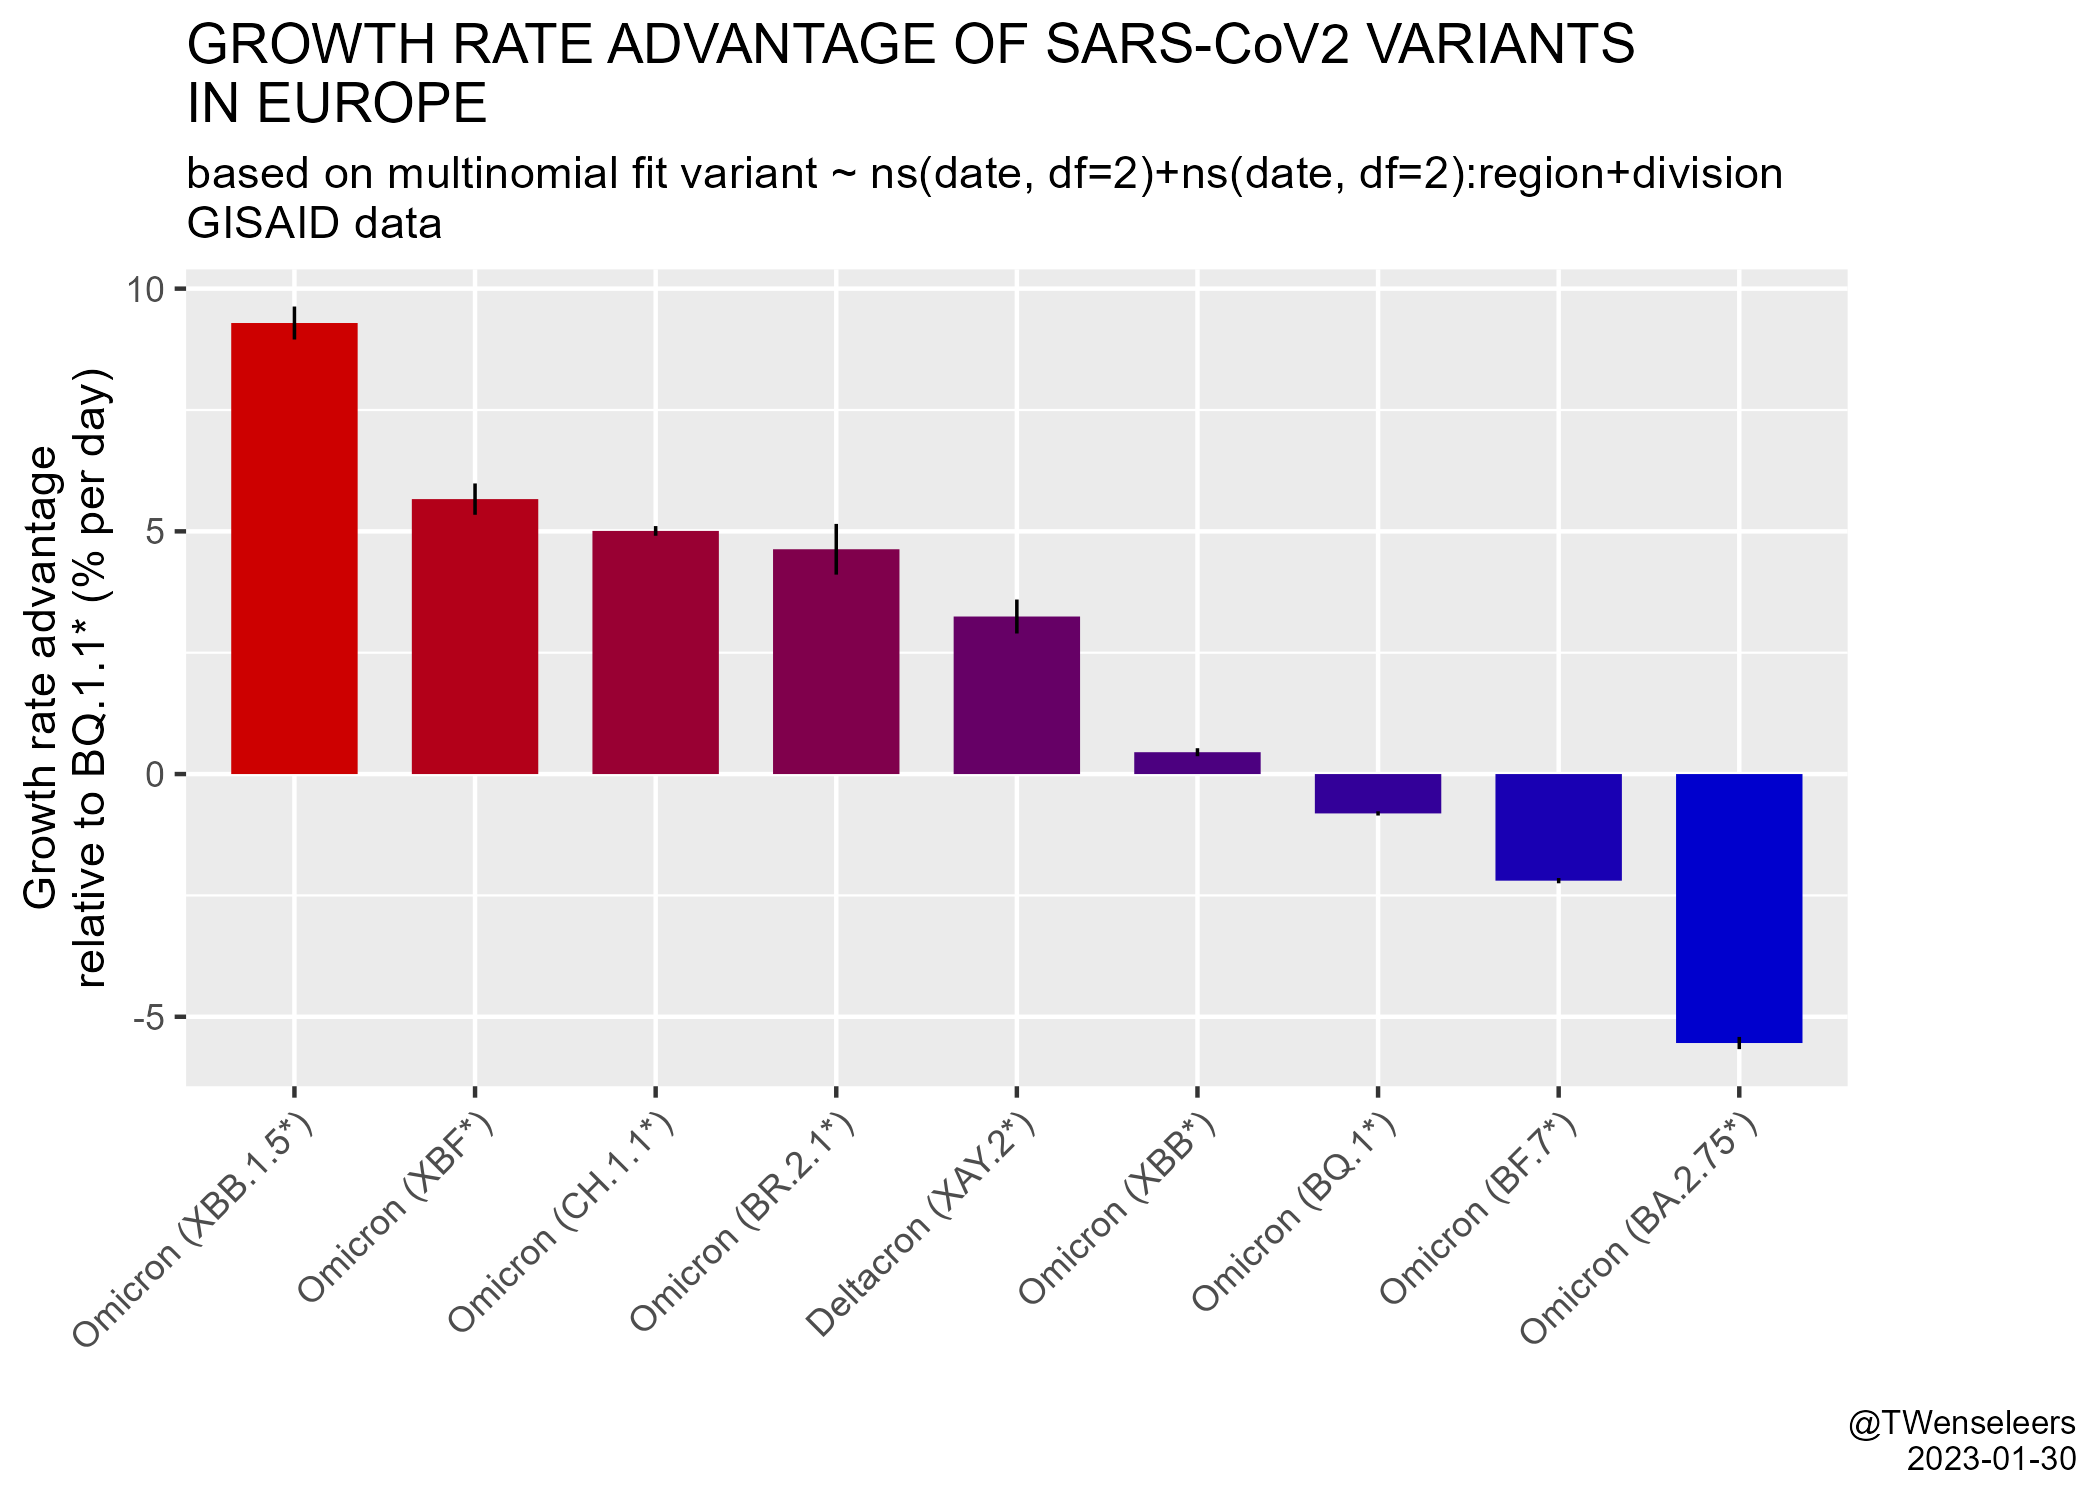 GROWTH RATE ADVANTAGE OF SARS-CoV2 VARIANTS
IN EUROPE
based on multinomial fit variant ~ ns(date, df=2)+ns(date, df=2):region+division
GISAID data
Growth rate advantage
relative to BQ.1.1* (% per day)
10
5
0
-5
Omicron (XBB.1.5*)
Omicron (XBF*)
Omicron (CH.1.1*)
Omicron (BR.2.1*)
Deltacron (XAY.2*)
Omicron (XBB*)
Omicron (BQ.1*)
Omicron (BF.7*)
Omicron (BA.2.75*)
@TWenseleers
2023-01-30